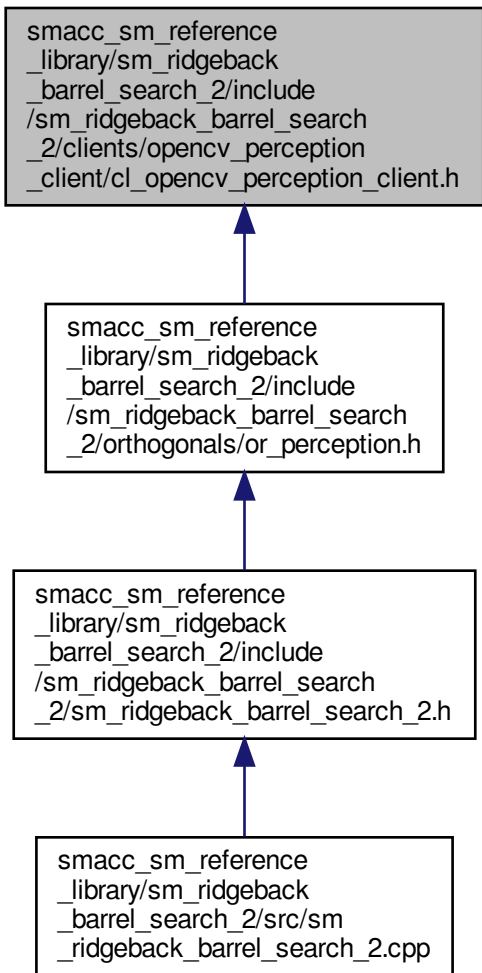 smacc_sm_reference
_library/sm_ridgeback
_barrel_search_2/include
/sm_ridgeback_barrel_search
_2/clients/opencv_perception
_client/cl_opencv_perception_client.h
smacc_sm_reference
_library/sm_ridgeback
_barrel_search_2/include
/sm_ridgeback_barrel_search
_2/orthogonals/or_perception.h
smacc_sm_reference
_library/sm_ridgeback
_barrel_search_2/include
/sm_ridgeback_barrel_search
_2/sm_ridgeback_barrel_search_2.h
smacc_sm_reference
_library/sm_ridgeback
_barrel_search_2/src/sm
_ridgeback_barrel_search_2.cpp